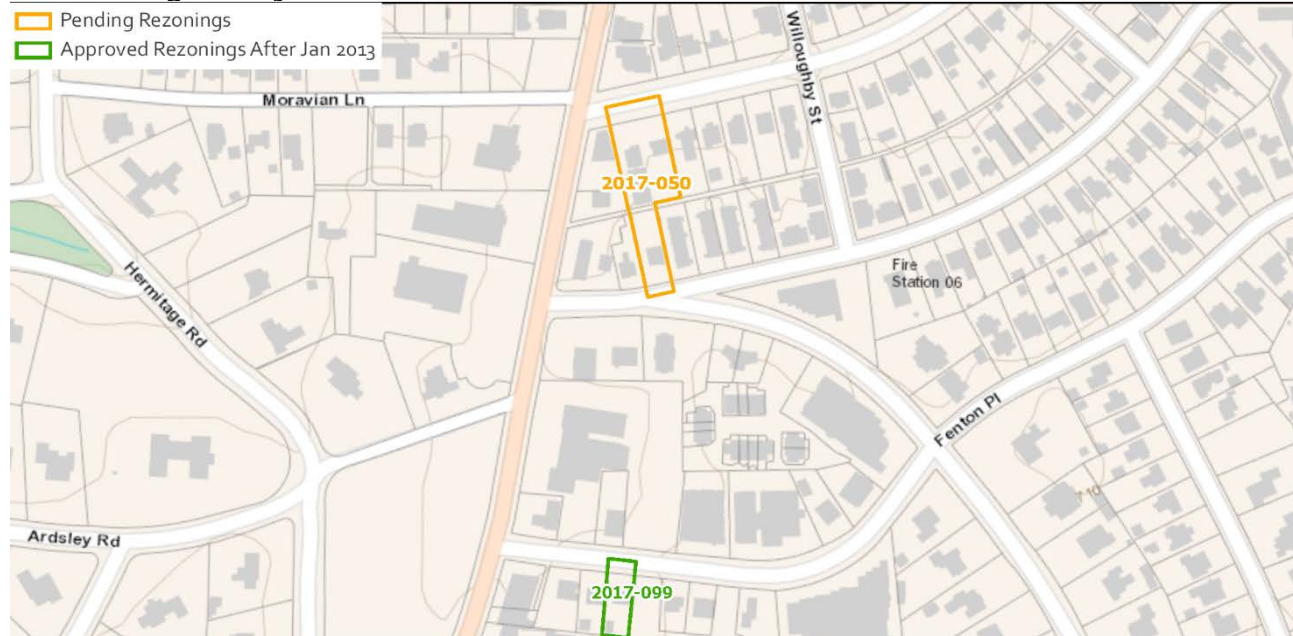 Pending Rezonings
Approved Rezonings After Jan 2013
Moravian Ln
Willoughby St
2017-050
Hermitage Rd
Fire
Station 06
Fenton Pl
710
Ardsley Rd
2017-099